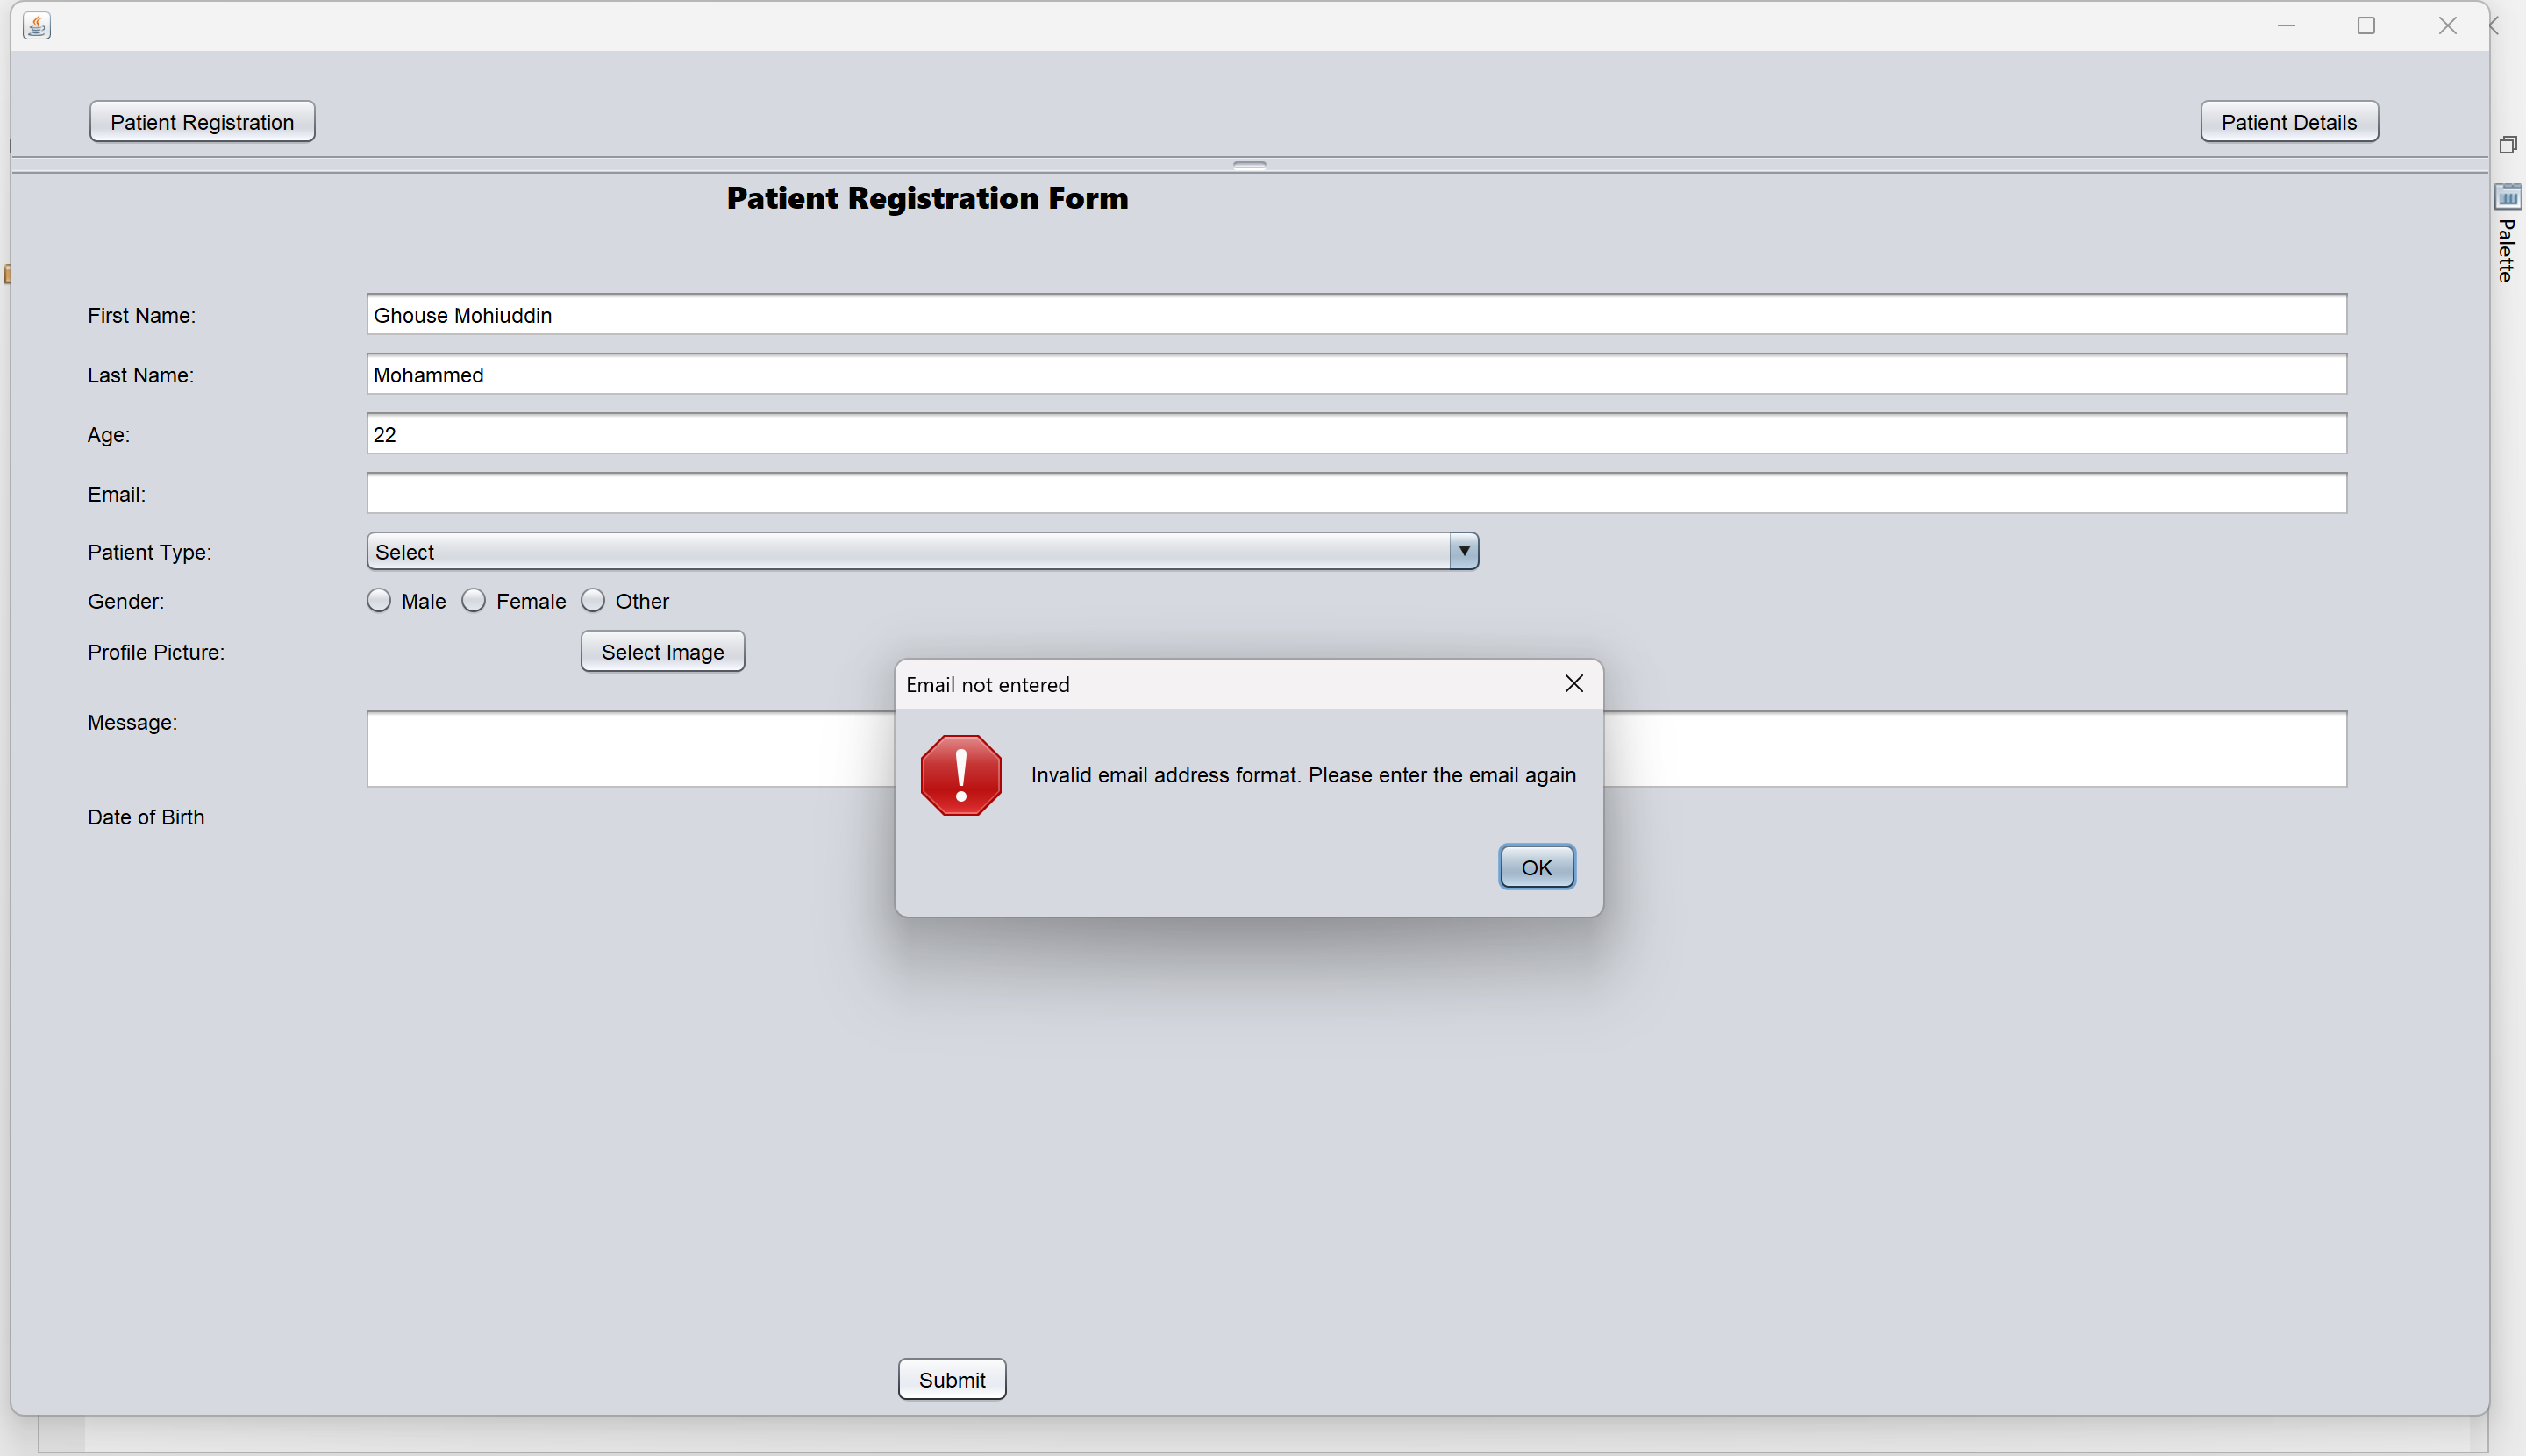 Patient Registration
Patient Details
Palette
Patient Registration Form
First Name:
Ghouse Mohiuddin
Last Name:
Mohammed
Age:
22
Email:
Patient Type:
Select
Gender:
Male
Female
Other
Profile Picture:
Select Image
Message:
Date of Birth
Email not entered
Invalid email address format. Please enter the email again
OK
Submit